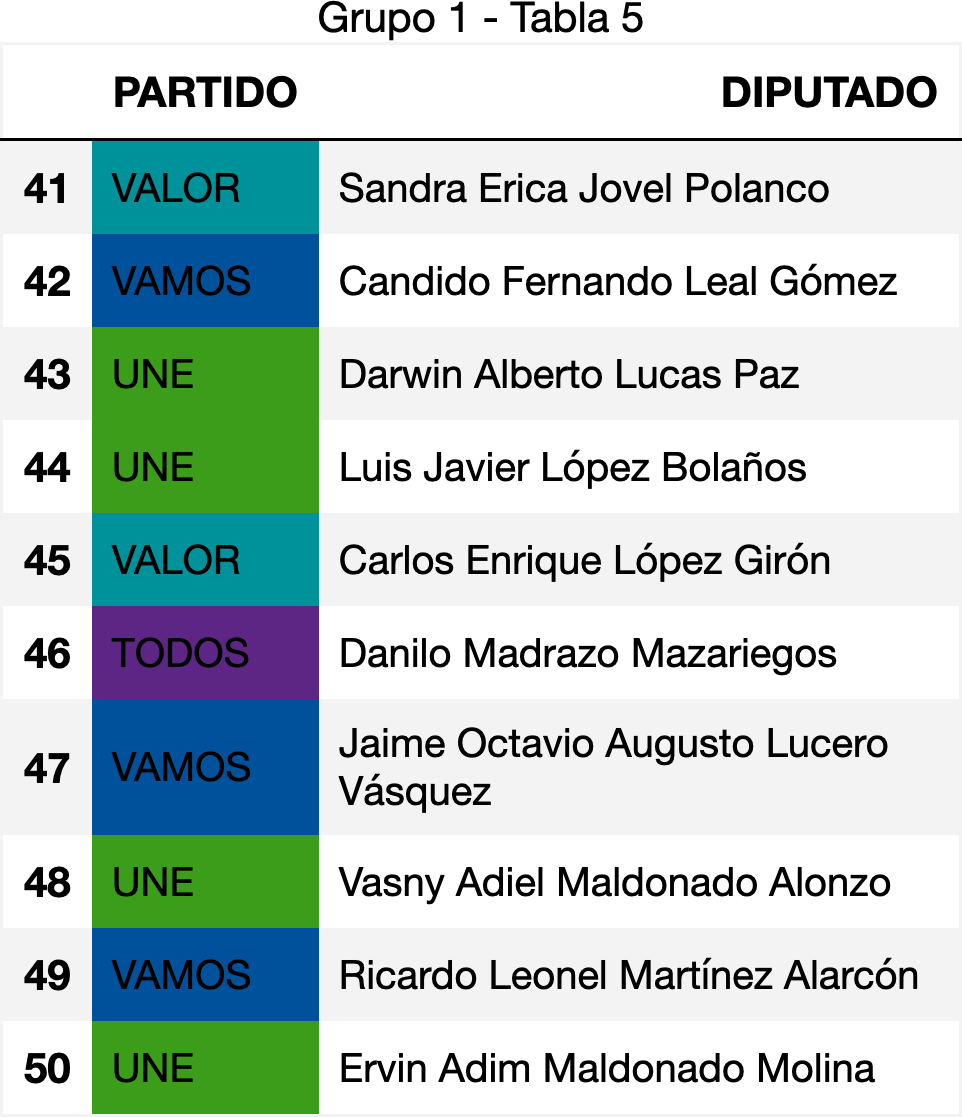 Grupo 1 - Tabla 5
PARTIDO DIPUTADO
41 VALOR Sandra Erica Jovel Polanco
42 VAMOS Candido Fernando Leal Gómez
43 UNE Darwin Alberto Lucas Paz
44 UNE Luis Javier López Bolaños
45 VALOR Carlos Enrique López Girón
46 TODOS Danilo Madrazo Mazariegos
47 VAMOS Jaime Octavio Augusto Lucero
Vásquez
48 UNE Vasny Adiel Maldonado Alonzo
49 VAMOS Ricardo Leonel Martínez Alarcón
50 UNE Ervin Adim Maldonado Molina